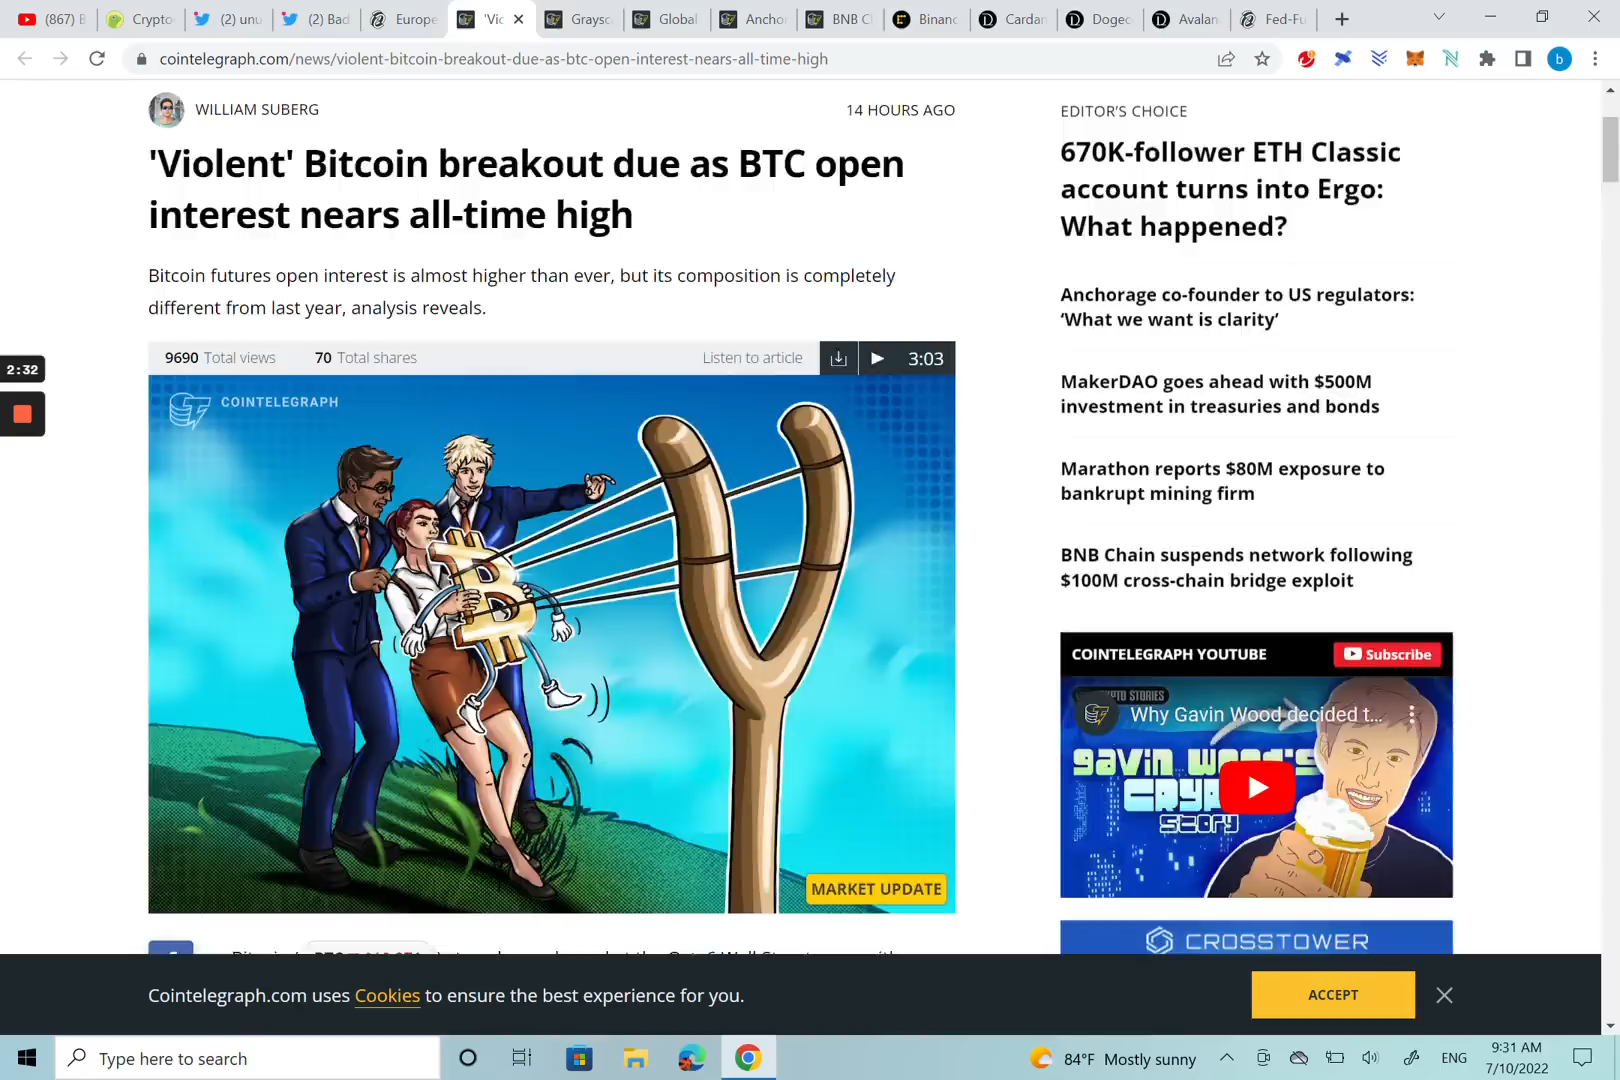 (867) B
Crypto
(2) unu
(2) Bad
Europe
'Vic
Graysc
Global
Ancho
BNB C
Binanc
Cardan
Dogec
Avalan
Fed-Fu
cointelegraph.com/news/violent-bitcoin-breakout-due-as-btc-open-interest-nears-all-time-high
b
WILLIAM SUBERG
14 HOURS AGO
'Violent' Bitcoin breakout due as BTC open
interest nears all-time high
Bitcoin futures open interest is almost higher than ever, but its composition is completely
different from last year, analysis reveals.
9690 Total views
70 Total shares
Listen to article
3:03
2:32
COINTELEGRAPH
MARKET UPDATE
EDITOR'S CHOICE
670K-follower ETH Classic
account turns into Ergo:
What happened?
Anchorage co-founder to US regulators:
‘What we want is clarity’
MakerDAO goes ahead with $500M
investment in treasuries and bonds
Marathon reports $80M exposure to
bankrupt mining firm
BNB Chain suspends network following
$100M cross-chain bridge exploit
COINTELEGRAPH YOUTUBE
Subscribe
STORIES
Why Gavin Wood decided t...
GAVIN WOOD'S
CRYP
STORY
CROSSTOWER
Cointelegraph.com uses Cookies to ensure the best experience for you.
ACCEPT
Type here to search
84°F Mostly sunny
ENG
9:31 AM
7/10/2022